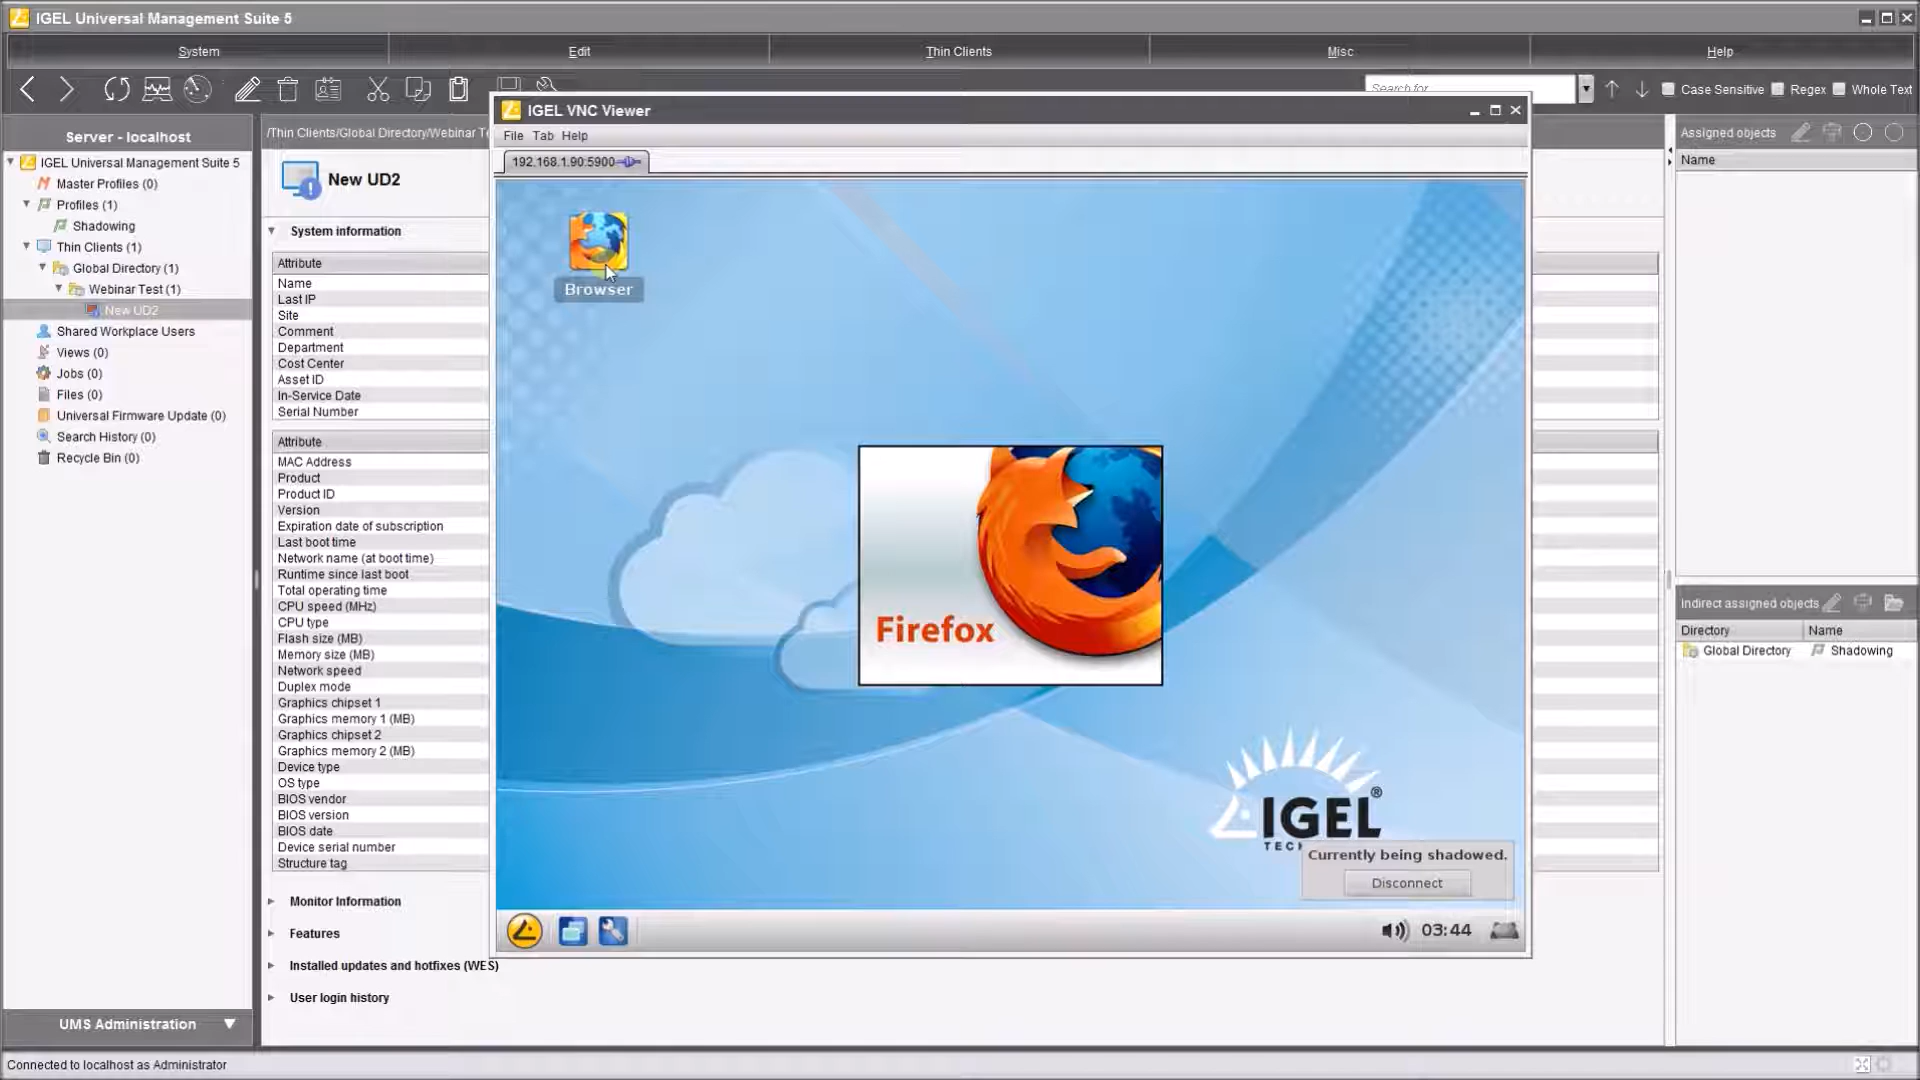 IGEL Universal Management Suite 5
System
Edit
Thin Clients
Misc
Help
Search for
Case Sensitive
Regex
Whole Text
Server - localhost
IGEL Universal Management Suite 5
Master Profiles (0)
Profiles (1)
Shadowing
Thin Clients (1)
Global Directory (1)
Webinar Test (1)
New UD2
Shared Workplace Users
Views (0)
Jobs (0)
Files (0)
Universal Firmware Update (0)
Search History (0)
Recycle Bin (0)
UMS Administration
Connected to localhost as Administrator
/Thin Clients/Global Directory/Webinar Te
New UD2
System information
Attribute
Name
Last IP
Site
Comment
Department
Cost Center
Asset ID
In-Service Date
Serial Number
Attribute
MAC Address
Product
Product ID
Version
Expiration date of subscription
Last boot time
Network name (at boot time)
Runtime since last boot
Total operating time
CPU speed (MHz)
CPU type
Flash size (MB)
Memory size (MB)
Network speed
Duplex mode
Graphics chipset 1
Graphics memory 1 (MB)
Graphics chipset 2
Graphics memory 2 (MB)
Device type
OS type
BIOS vendor
BIOS version
BIOS date
Device serial number
Structure tag
Monitor Information
Features
Installed updates and hotfixes (WES)
User login history
IGEL VNC Viewer
File Tab Help
192.168.1.90:5900
Browser
Firefox
IGEL®
TEC
Currently being shadowed.
Disconnect
03:44
Assigned objects
Name
Indirect assigned objects
Directory
Name
Global Directory
Shadowing